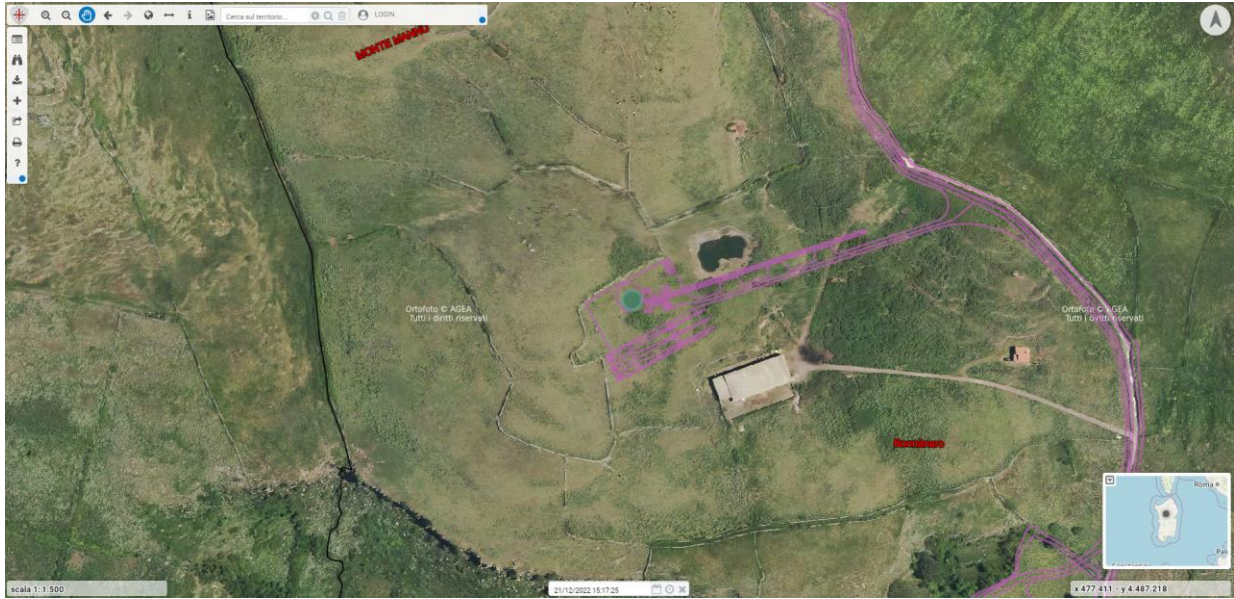 Cerca sul territorio...
LOGIN
MONTE MANNU
Ortofoto © AGEA
Tutti i diritti riservati
Ortofoto © AGEA
Tutti i diritti riservati
Roma
scala 1: 1:500
21/12/2022 15:17:25
x 477.411 - y 4.487.218